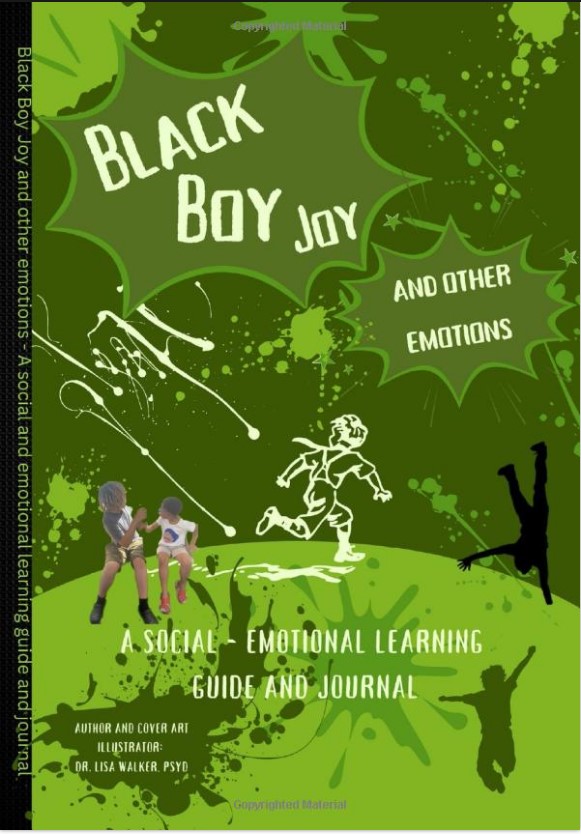 Copyrighted Material
BLACK
BOY JOY
AND OTHER
EMOTIONS
A SOCIAL - EMOTIONAL LEARNING
GUIDE AND JOURNAL
AUTHOR AND COVER ART
ILLUSTRATOR:
DR. LISA WALKER, PSYD
Copyrighted Material
Black Boy Joy and other emotions - A social and emotional learning guide and journal